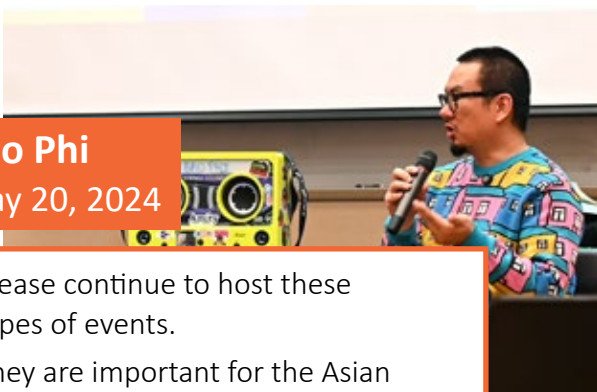 o Phi
ay 20, 2024
ease continue to host these
pes of events.
hey are important for the Asian